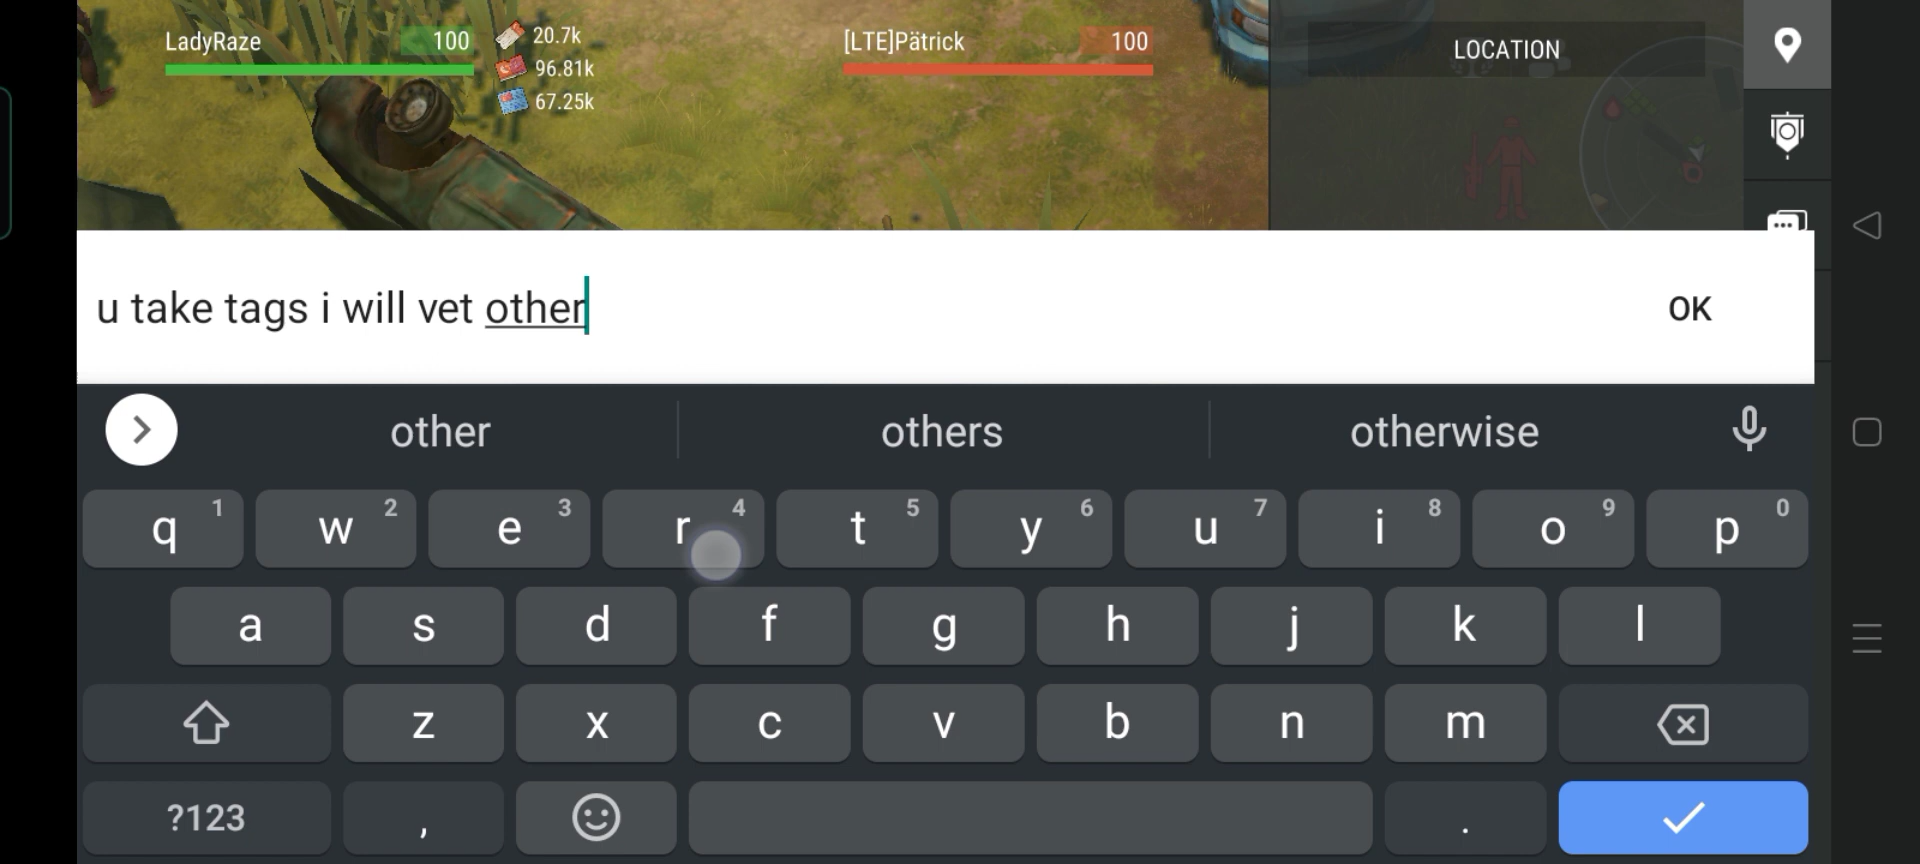 LadyRaze 100 20.7k [LTE]Pätrick 100 LOCATION
96.81k
67.25k
u take tags i will vet other OK
other others otherwise
q 1 w 2 e 3 r 4 t 5 y 6 u 7 i 8 o 9 p 0
a s d f g h j k l
z x c v b n m
?123 , .